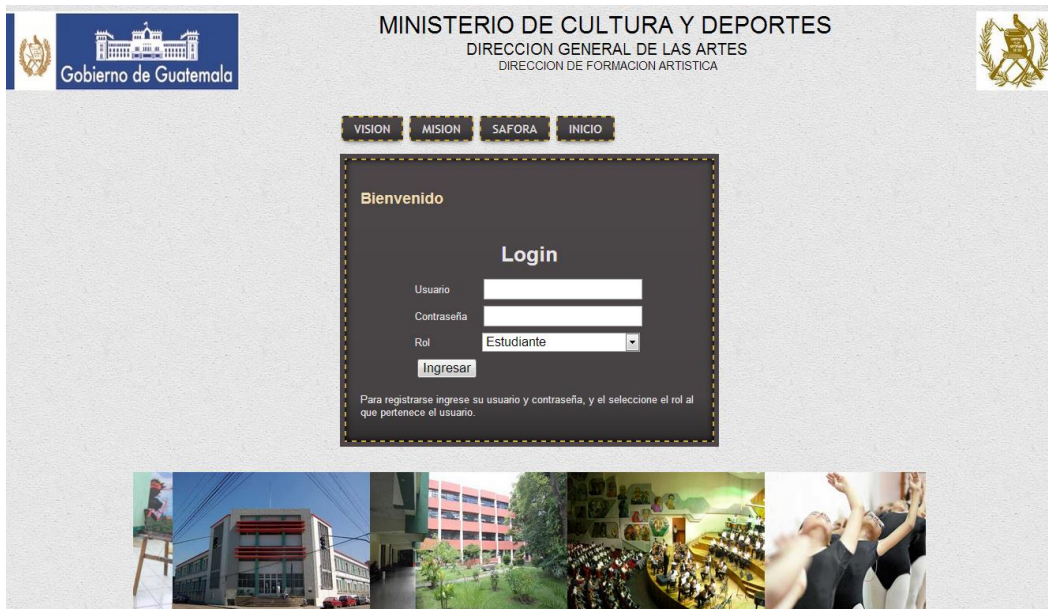 MINISTERIO DE CULTURA Y DEPORTES
DIRECCION GENERAL DE LAS ARTES
DIRECCION DE FORMACION ARTISTICA
Gobierno de Guatemala
VISION
MISION
SAFORA
INICIO
Bienvenido
Login
Usuario
Contraseña
Rol
Estudiante
Ingresar
Para registrarse ingrese su usuario y contraseña, y el seleccione el rol al
que pertenece el usuario.